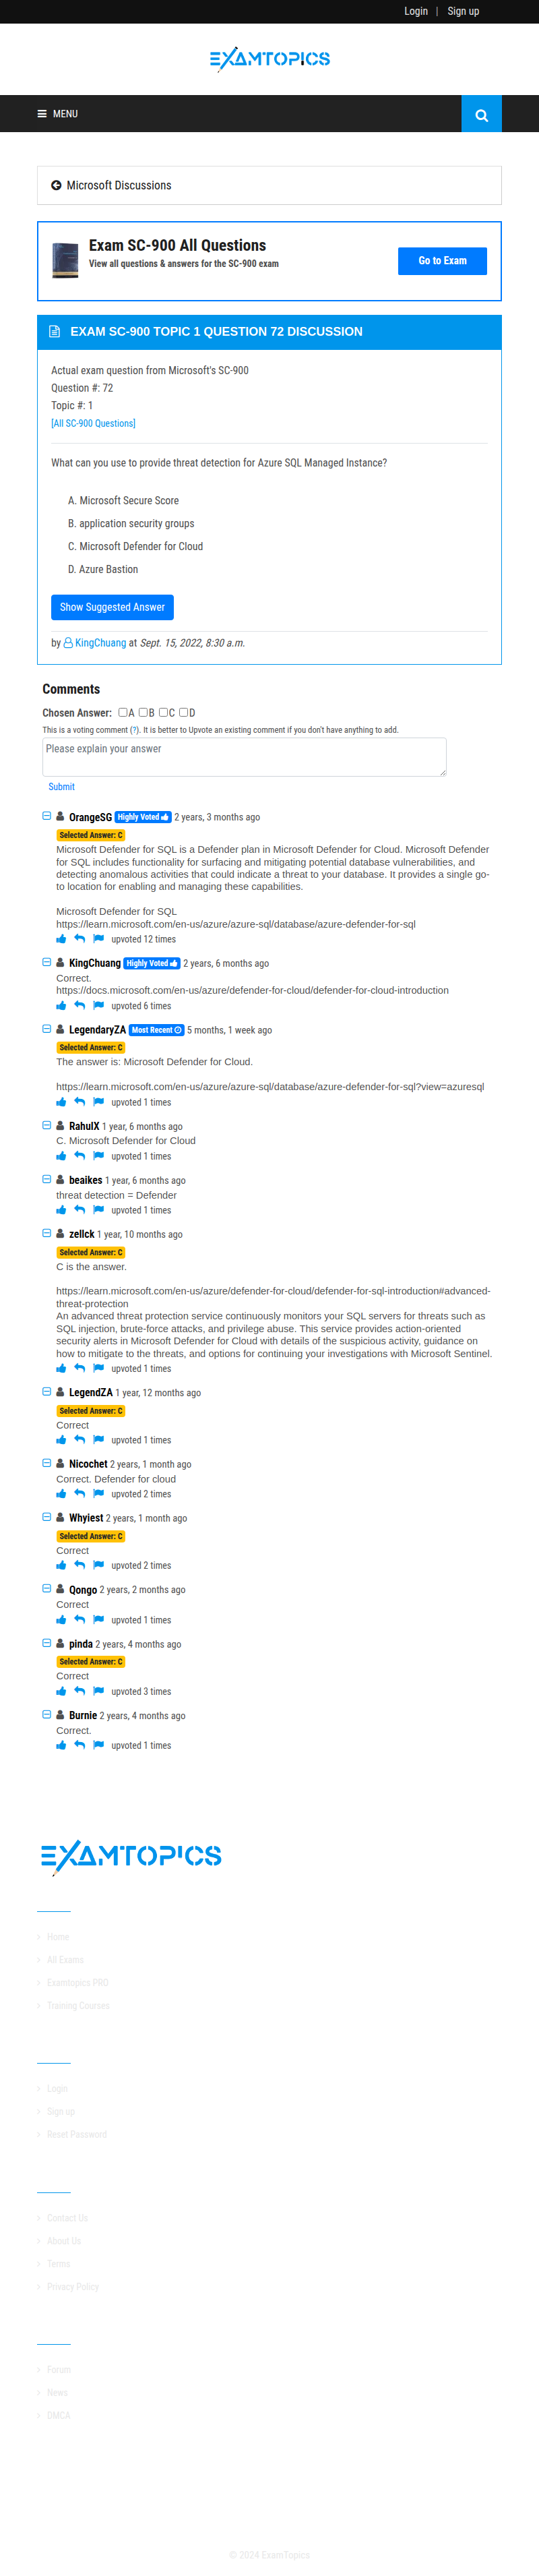 Login | Sign up
EXAMTOPICS
MENU
Microsoft Discussions
Exam SC-900 All Questions
View all questions & answers for the SC-900 exam
Go to Exam
EXAM SC-900 TOPIC 1 QUESTION 72 DISCUSSION
Actual exam question from Microsoft's SC-900
Question #: 72
Topic #: 1
[All SC-900 Questions]
What can you use to provide threat detection for Azure SQL Managed Instance?
A. Microsoft Secure Score
B. application security groups
C. Microsoft Defender for Cloud
D. Azure Bastion
Show Suggested Answer
by KingChuang at Sept. 15, 2022, 8:30 a.m.
Comments
Chosen Answer: A B C D
This is a voting comment (?). It is better to Upvote an existing comment if you don't have anything to add.
Please explain your answer
Submit
OrangeSG Highly Voted 2 years, 3 months ago
Selected Answer: C
Microsoft Defender for SQL is a Defender plan in Microsoft Defender for Cloud. Microsoft Defender
for SQL includes functionality for surfacing and mitigating potential database vulnerabilities, and
detecting anomalous activities that could indicate a threat to your database. It provides a single go-
to location for enabling and managing these capabilities.
Microsoft Defender for SQL
https://learn.microsoft.com/en-us/azure/azure-sql/database/azure-defender-for-sql
upvoted 12 times
KingChuang Highly Voted 2 years, 6 months ago
Correct.
https://docs.microsoft.com/en-us/azure/defender-for-cloud/defender-for-cloud-introduction
upvoted 6 times
LegendaryZA Most Recent 5 months, 1 week ago
Selected Answer: C
The answer is: Microsoft Defender for Cloud.
https://learn.microsoft.com/en-us/azure/azure-sql/database/azure-defender-for-sql?view=azuresql
upvoted 1 times
RahulX 1 year, 6 months ago
C. Microsoft Defender for Cloud
upvoted 1 times
beaikes 1 year, 6 months ago
threat detection = Defender
upvoted 1 times
zellck 1 year, 10 months ago
Selected Answer: C
C is the answer.
https://learn.microsoft.com/en-us/azure/defender-for-cloud/defender-for-sql-introduction#advanced-
threat-protection
An advanced threat protection service continuously monitors your SQL servers for threats such as
SQL injection, brute-force attacks, and privilege abuse. This service provides action-oriented
security alerts in Microsoft Defender for Cloud with details of the suspicious activity, guidance on
how to mitigate to the threats, and options for continuing your investigations with Microsoft Sentinel.
upvoted 1 times
LegendZA 1 year, 12 months ago
Selected Answer: C
Correct
upvoted 1 times
Nicochet 2 years, 1 month ago
Correct. Defender for cloud
upvoted 2 times
Whyiest 2 years, 1 month ago
Selected Answer: C
Correct
upvoted 2 times
Qongo 2 years, 2 months ago
Correct
upvoted 1 times
pinda 2 years, 4 months ago
Selected Answer: C
Correct
upvoted 3 times
Burnie 2 years, 4 months ago
Correct.
upvoted 1 times
EXAMTOPICS
Home
All Exams
Examtopics PRO
Training Courses
Login
Sign up
Reset Password
Contact Us
About Us
Terms
Privacy Policy
Forum
News
DMCA
© 2024 ExamTopics